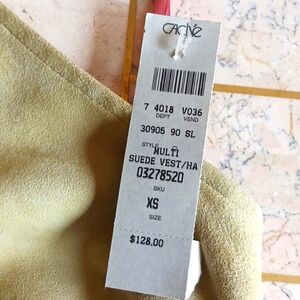 CACHÉ
7 4018 V036
DEPT VEND
30905 90 SL
STYLE
MULTI
SUEDE VEST/HA
03278520
SKU
XS
SIZE
$128.00